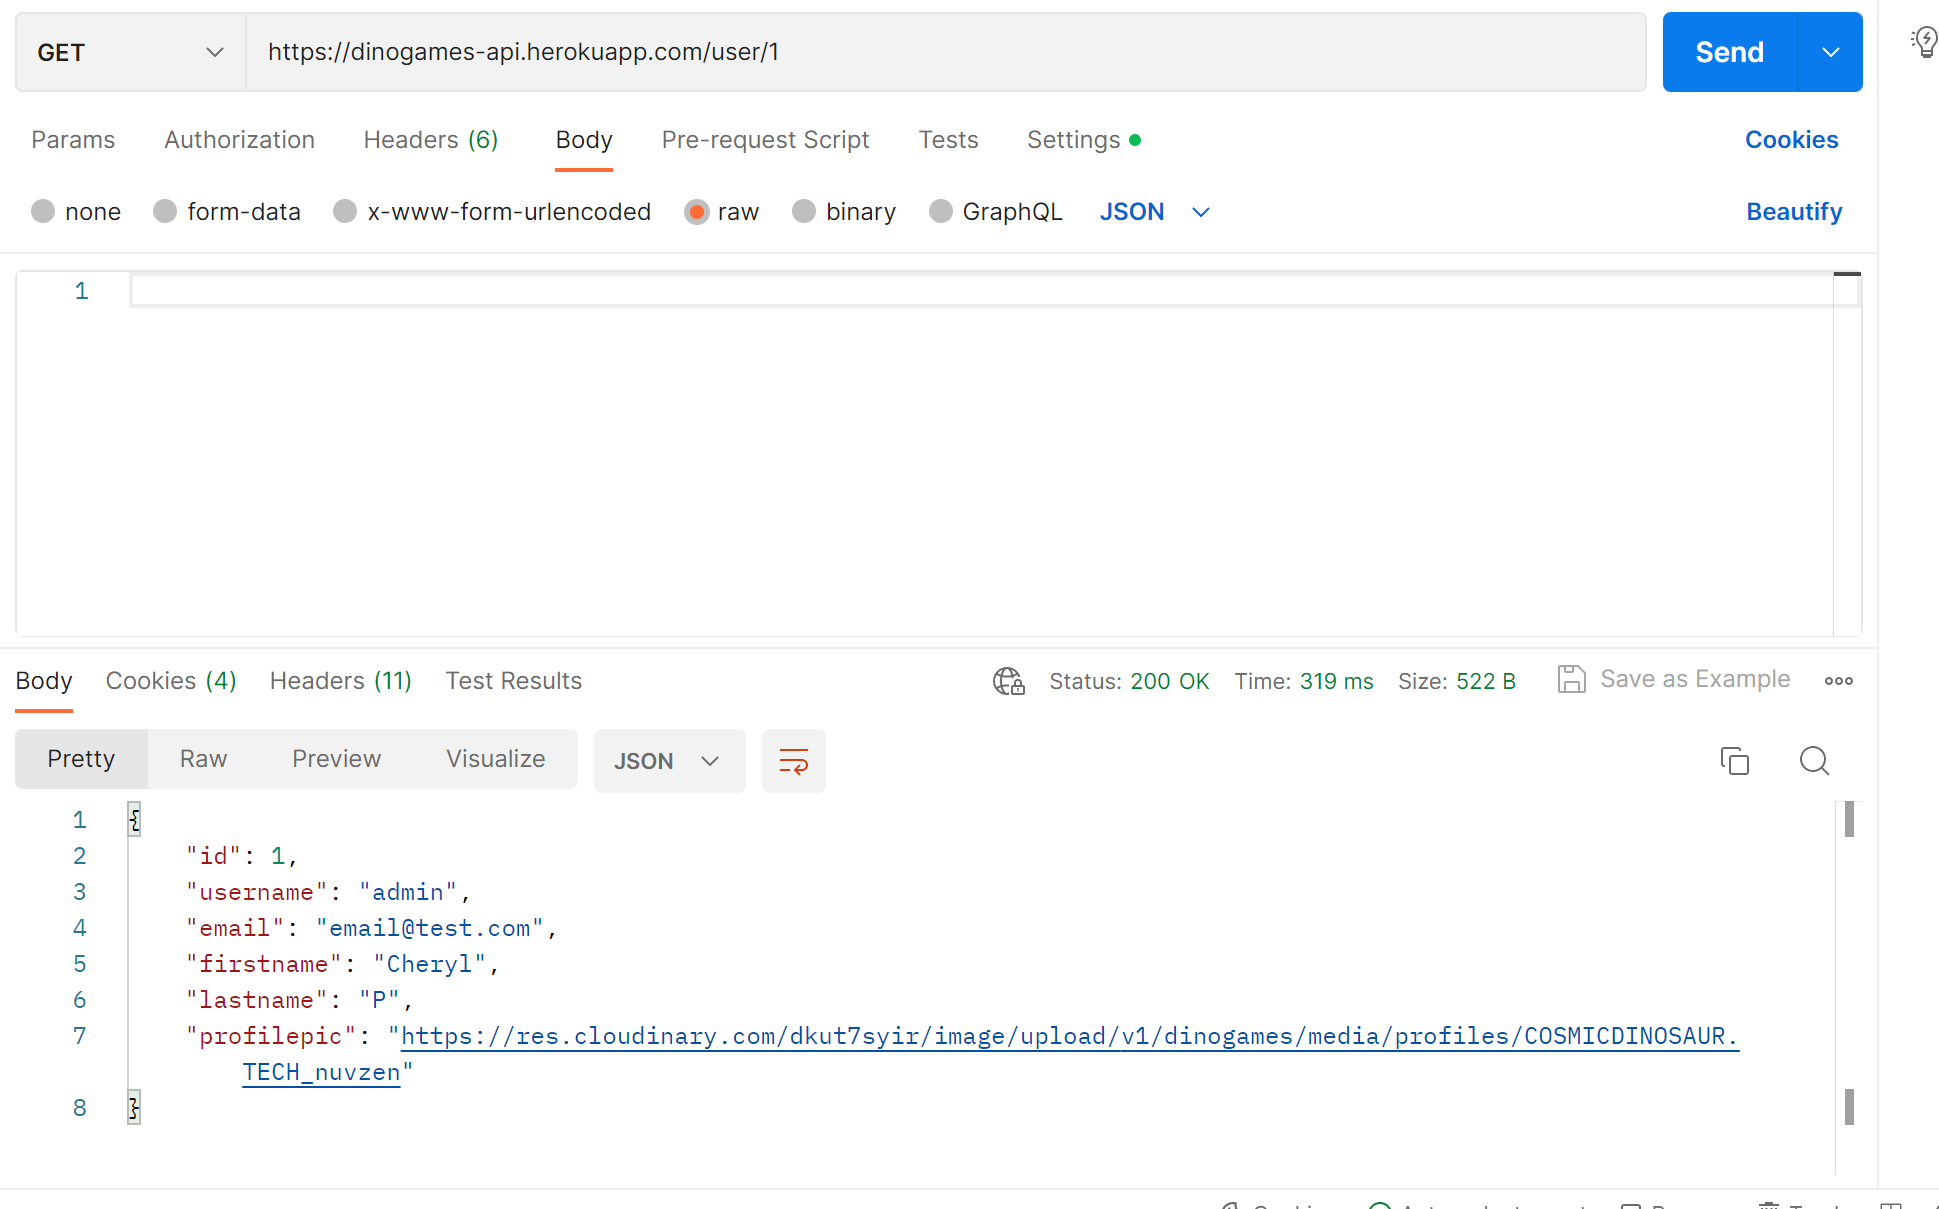 GET https://dinogames-api.herokuapp.com/user/1 Send
Params Authorization Headers (6) Body Pre-request Script Tests Settings Cookies
none form-data x-www-form-urlencoded raw binary GraphQL JSON Beautify
1
Body Cookies (4) Headers (11) Test Results Status: 200 OK Time: 319 ms Size: 522 B Save as Example
Pretty Raw Preview Visualize JSON
1 {
2 "id": 1,
3 "username": "admin",
4 "email": "email@test.com",
5 "firstname": "Cheryl",
6 "lastname": "P",
7 "profilepic": "https://res.cloudinary.com/dkut7syir/image/upload/v1/dinogames/media/profiles/COSMICDINOSAUR.
TECH_nuvzen"
8 }